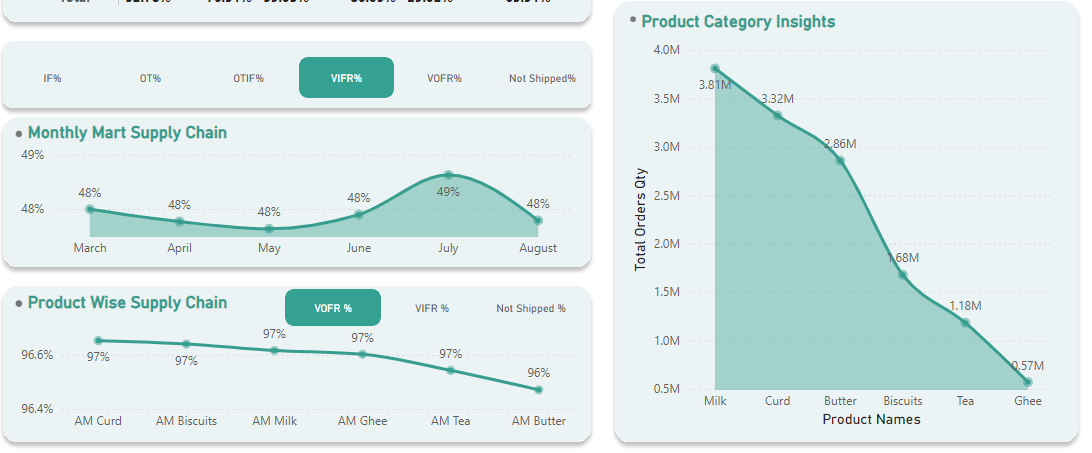 IF%
OT%
OTIF%
VIFR%
VOFR%
Not Shipped%
Monthly Mart Supply Chain
49%
48%
48%
48%
48%
48%
49%
48%
March
April
May
June
July
August
Product Wise Supply Chain
VOFR %
VIFR %
Not Shipped %
96.6%
96.4%
97%
97%
97%
97%
97%
96%
AM Curd
AM Biscuits
AM Milk
AM Ghee
AM Tea
AM Butter
Product Category Insights
Total Orders Qty
4.0M
3.5M
3.0M
2.5M
2.0M
1.5M
1.0M
0.5M
3.81M
3.32M
2.86M
1.68M
1.18M
0.57M
Milk
Curd
Butter
Biscuits
Tea
Ghee
Product Names